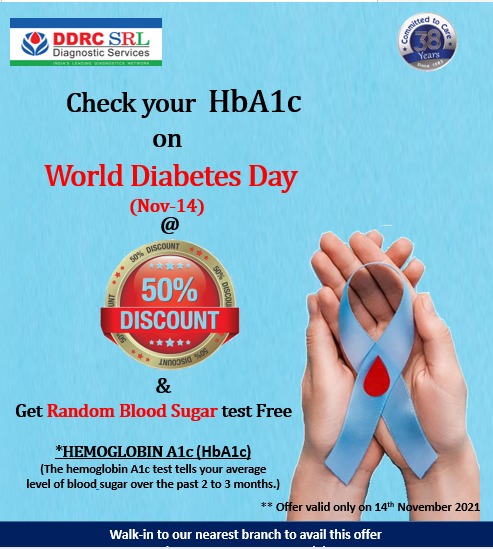 DDRC SRL
Diagnostic Services
INDIA'S LEADING DIAGNOSTICS NETWORK
Committed to Care
38
Years
Check your HbA1c
on
World Diabetes Day
(Nov-14)
@
50% DISCOUNT
50%
DISCOUNT
50% DISCOUNT
&
Get Random Blood Sugar test Free
*HEMOGLOBIN A1c (HbA1c)
(The hemoglobin A1c test tells your average
level of blood sugar over the past 2 to 3 months.)
** Offer valid only on 14th November 2021
Walk-in to our nearest branch to avail this offer